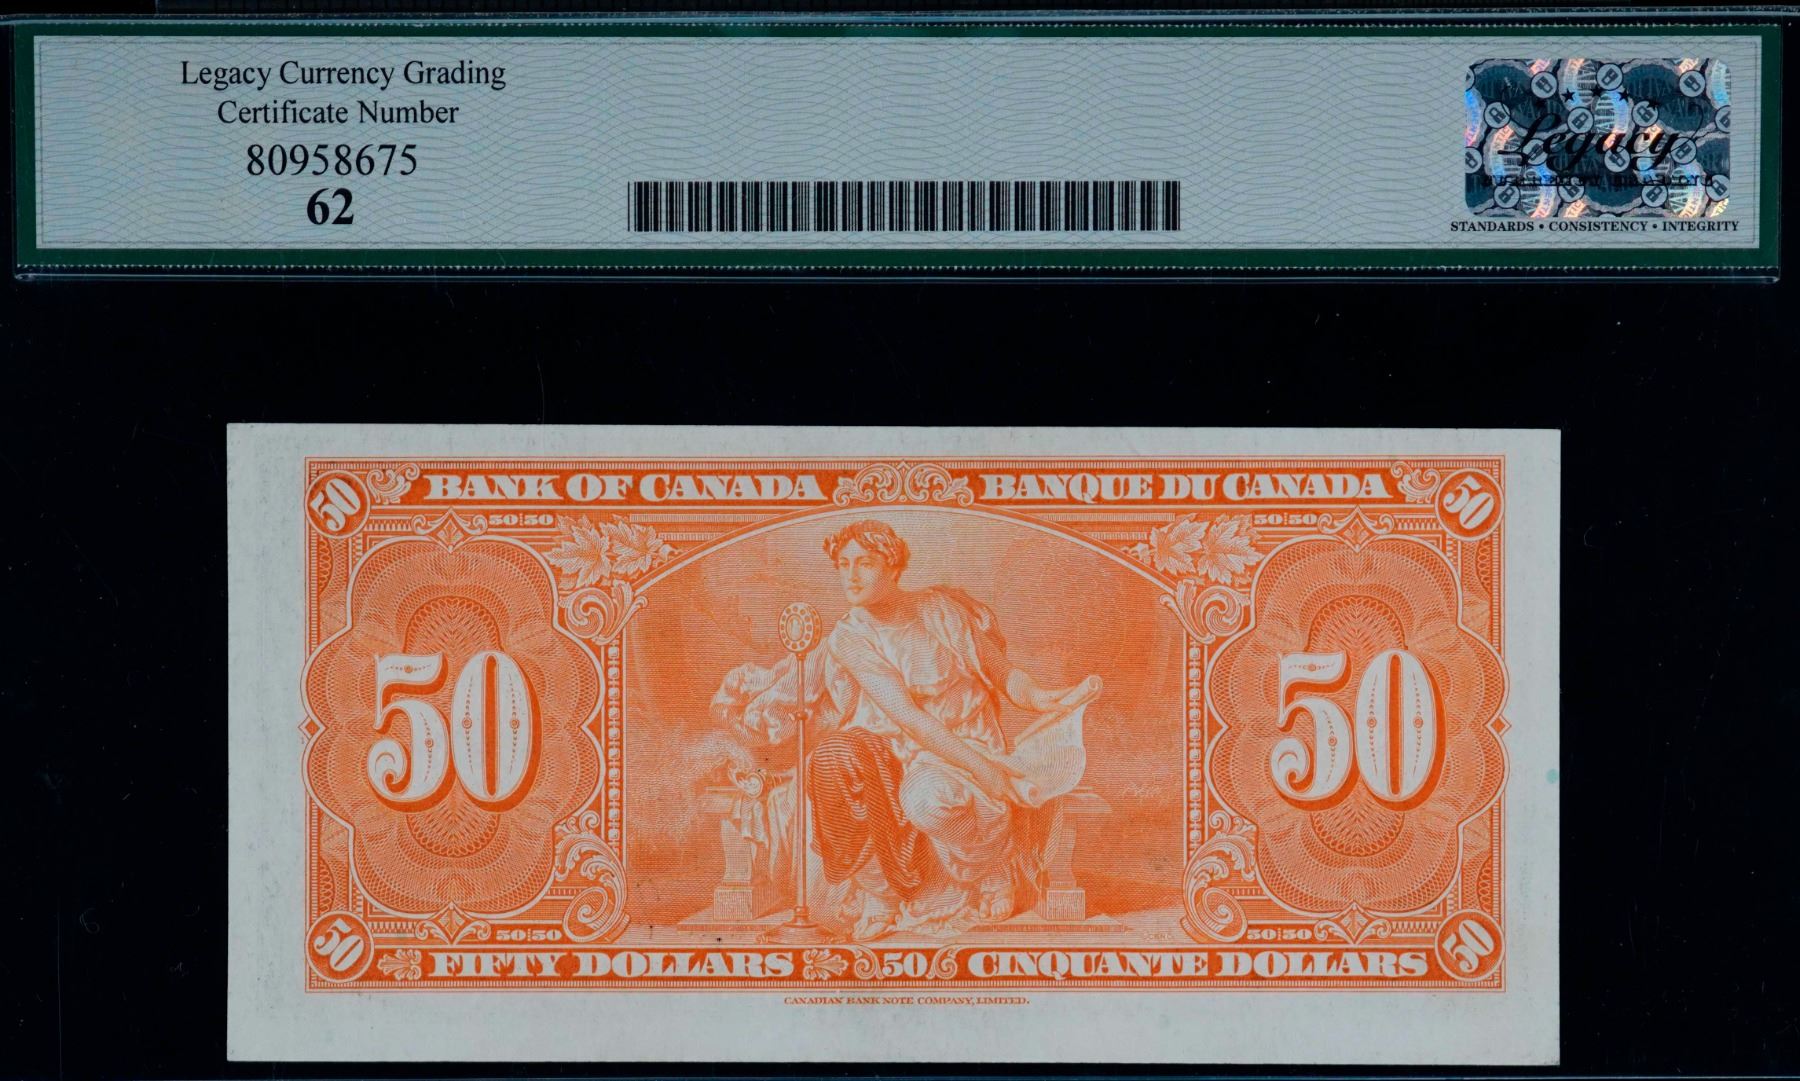 Legacy Currency Grading
Certificate Number
80958675
62
Legacy
STANDARDS • CONSISTENCY • INTEGRITY
50 BANK OF CANADA BANQUE DU CANADA 50
50 50 50 50
50 50
50 50 50 50
50 FIFTY DOLLARS 50 CINQUANTE DOLLARS 50
CANADIAN BANK NOTE COMPANY, LIMITED.